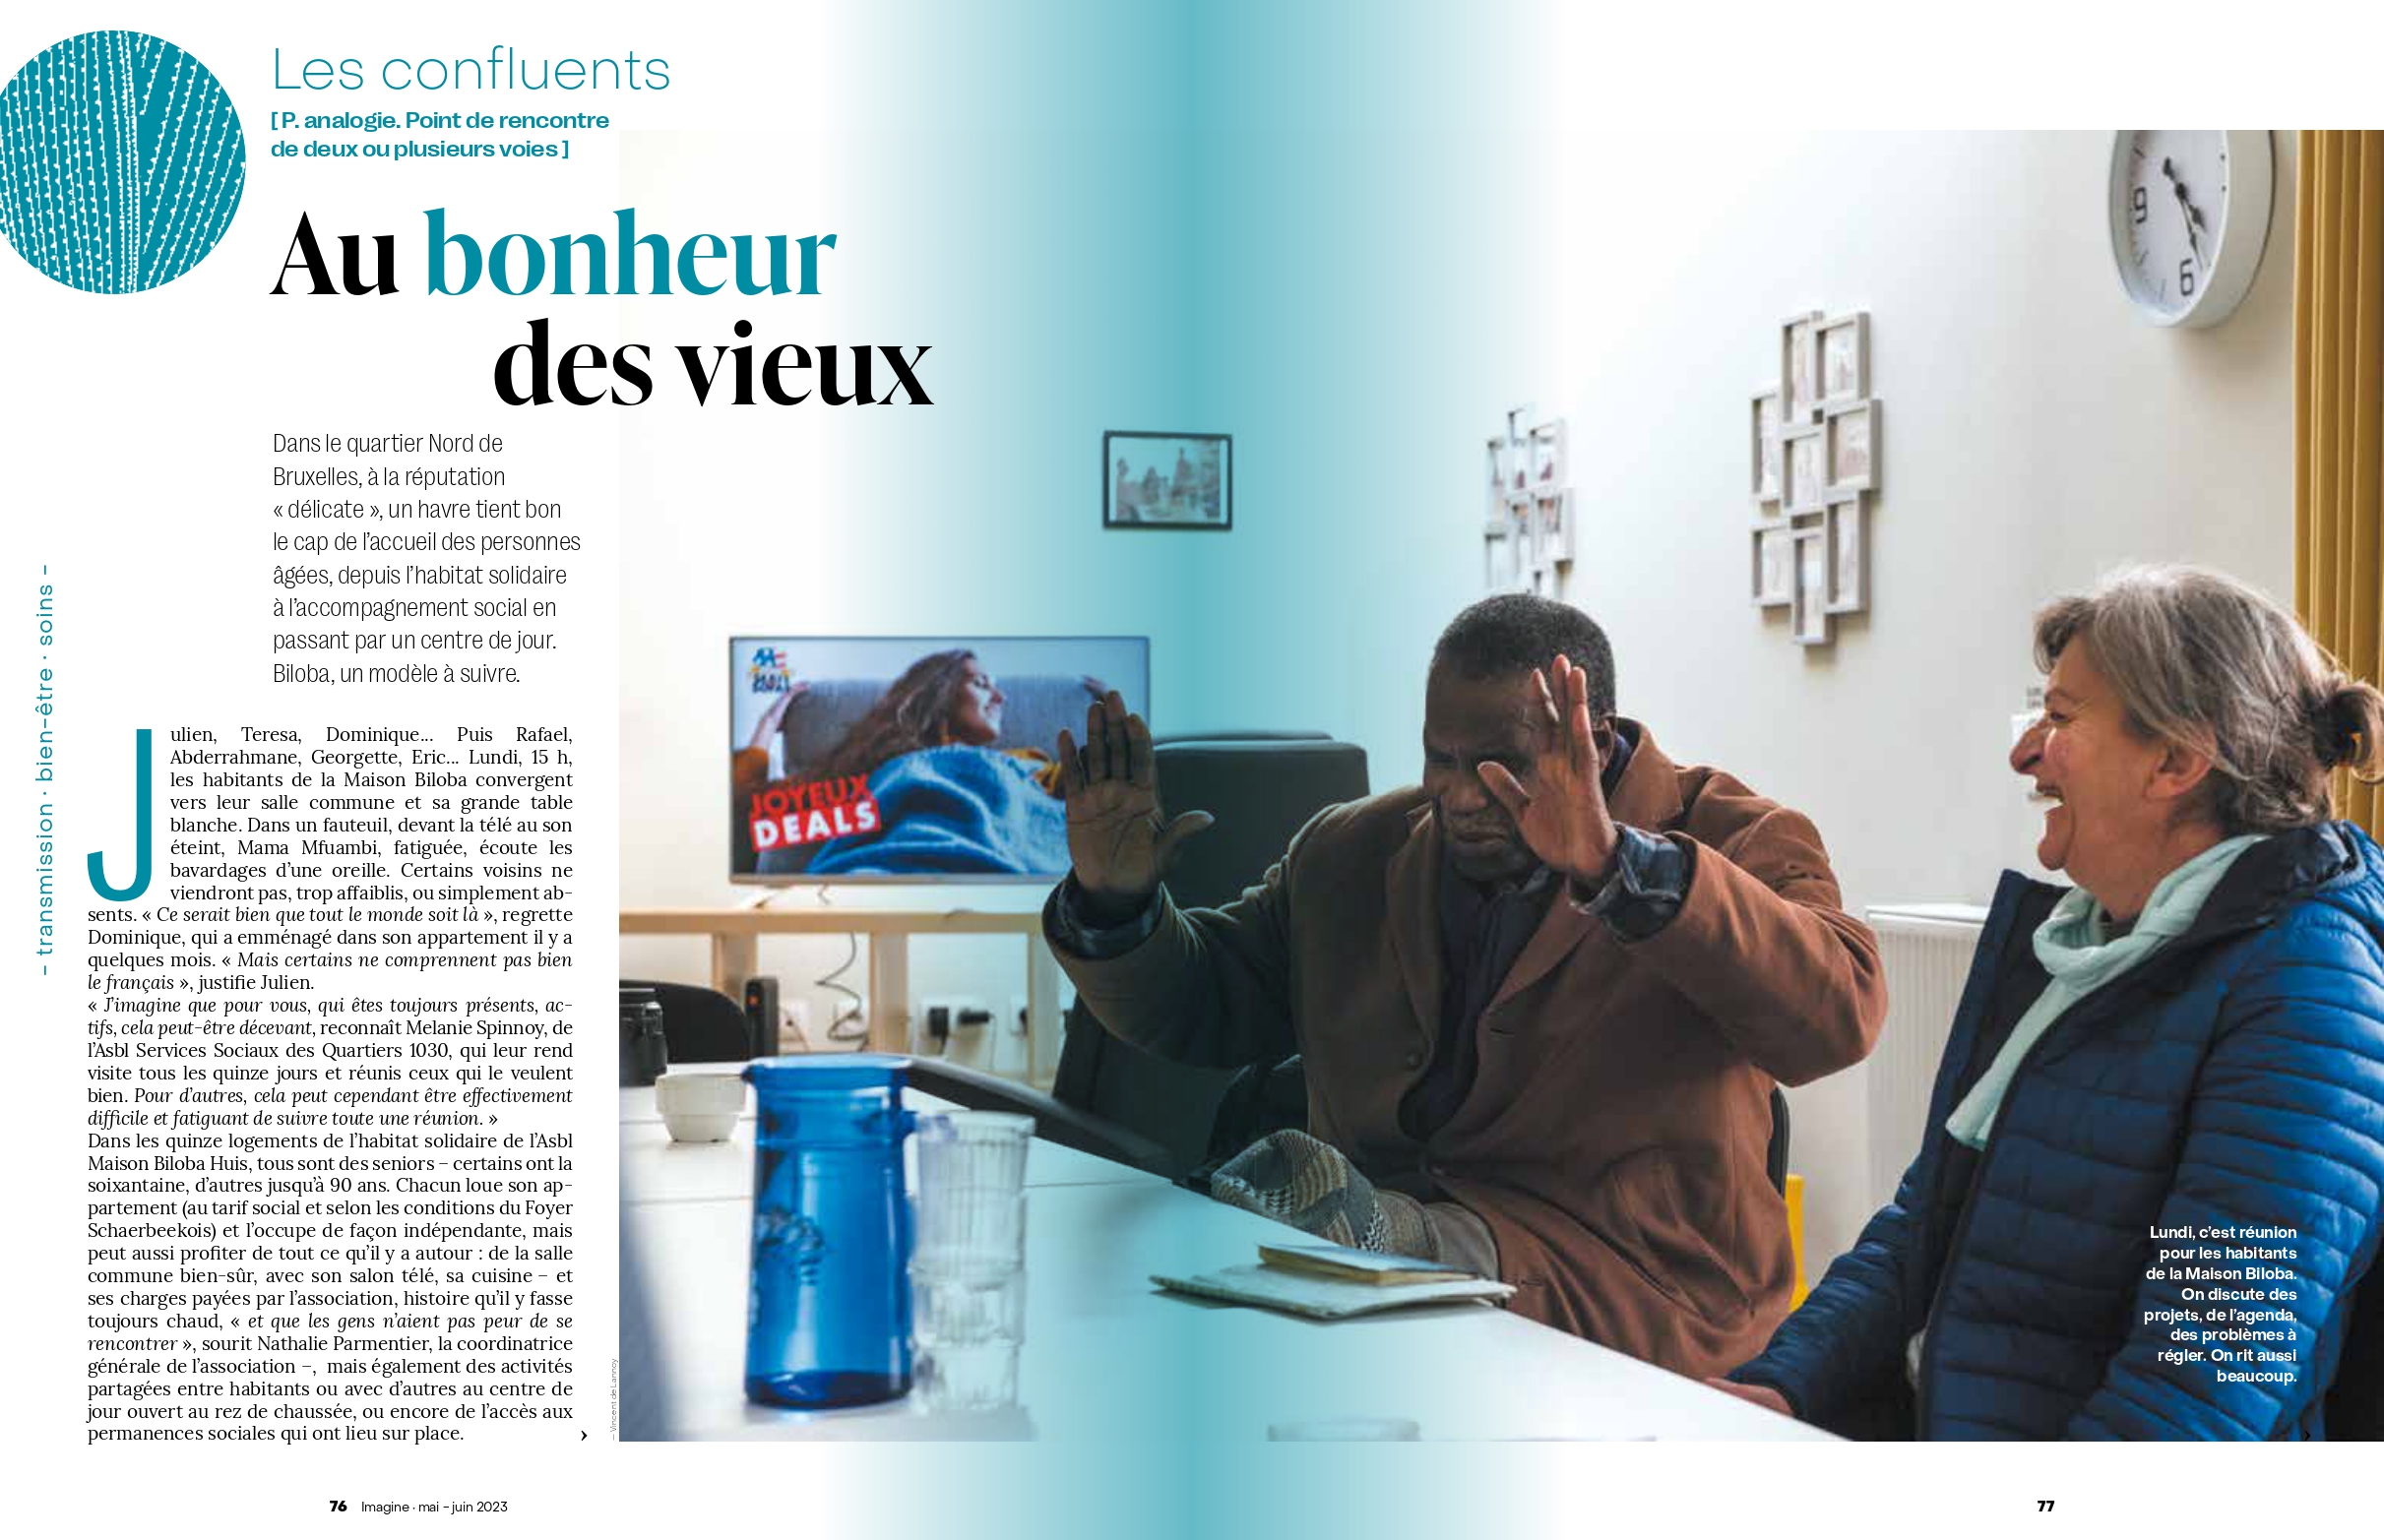 Les confluents
[ P. analogie. Point de rencontre
de deux ou plusieurs voies ]
Au bonheur
des vieux
Dans le quartier Nord de
Bruxelles, à la réputation
« délicate », un havre tient bon
le cap de l’accueil des personnes
âgées, depuis l’habitat solidaire
à l’accompagnement social en
passant par un centre de jour.
Biloba, un modèle à suivre.
– transmission · bien-être · soins –
Julien, Teresa, Dominique... Puis Rafael,
Abderrahmane, Georgette, Eric... Lundi, 15 h,
les habitants de la Maison Biloba convergent
vers leur salle commune et sa grande table
blanche. Dans un fauteuil, devant la télé au son
éteint, Mama Mfuambi, fatiguée, écoute les
bavardages d’une oreille. Certains voisins ne
viendront pas, trop affaiblis, ou simplement ab-
sents. « Ce serait bien que tout le monde soit là », regrette
Dominique, qui a emménagé dans son appartement il y a
quelques mois. « Mais certains ne comprennent pas bien
le français », justifie Julien.
« J’imagine que pour vous, qui êtes toujours présents, ac-
tifs, cela peut-être décevant, reconnaît Melanie Spinnoy, de
l’Asbl Services Sociaux des Quartiers 1030, qui leur rend
visite tous les quinze jours et réunis ceux qui le veulent
bien. Pour d’autres, cela peut cependant être effectivement
difficile et fatiguant de suivre toute une réunion. »
Dans les quinze logements de l’habitat solidaire de l’Asbl
Maison Biloba Huis, tous sont des seniors – certains ont la
soixantaine, d’autres jusqu’à 90 ans. Chacun loue son ap-
partement (au tarif social et selon les conditions du Foyer
Schaerbeekois) et l’occupe de façon indépendante, mais
peut aussi profiter de tout ce qu’il y a autour : de la salle
commune bien-sûr, avec son salon télé, sa cuisine – et
ses charges payées par l’association, histoire qu’il y fasse
toujours chaud, « et que les gens n’aient pas peur de se
rencontrer », sourit Nathalie Parmentier, la coordinatrice
générale de l’association –, mais également des activités
partagées entre habitants ou avec d’autres au centre de
jour ouvert au rez de chaussée, ou encore de l’accès aux
permanences sociales qui ont lieu sur place. ›
– Vincent de Lannoy
JOYEUX
DEALS
9
6
Lundi, c’est réunion
pour les habitants
de la Maison Biloba.
On discute des
projets, de l’agenda,
des problèmes à
régler. On rit aussi
beaucoup.
›
76 Imagine · mai - juin 2023
77